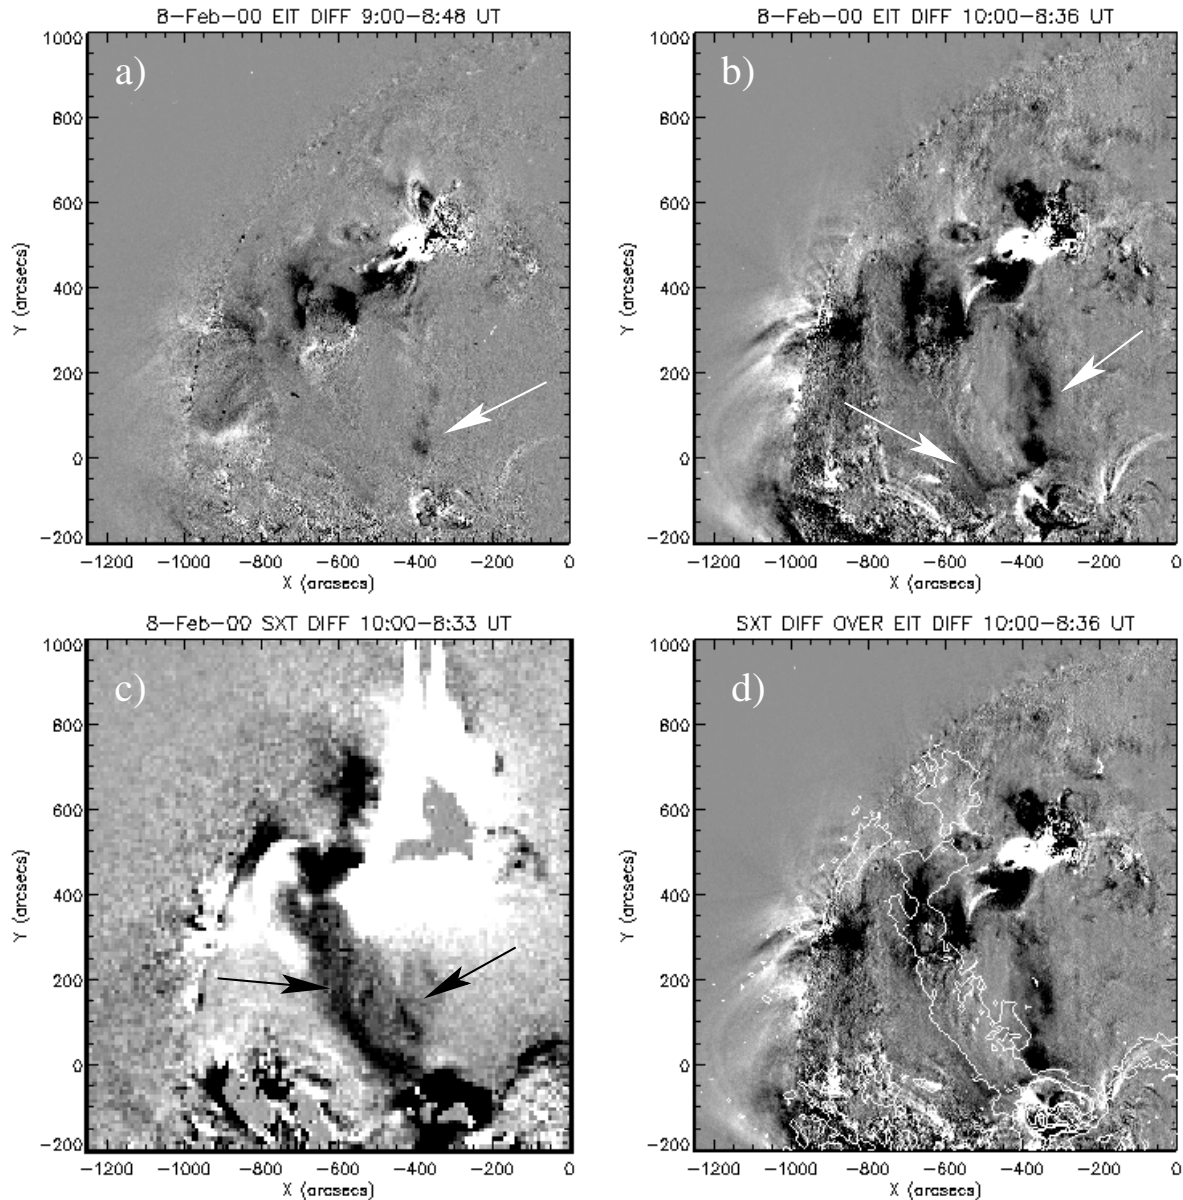 8-Feb-00 EIT DIFF 9:00-8:48 UT
a)
1000
800
600
400
200
0
-200
Y (arcsecs)
-1200 -1000 -800 -600 -400 -200 0
X (arcsecs)
8-Feb-00 EIT DIFF 10:00-8:36 UT
b)
1000
800
600
400
200
0
-200
Y (arcsecs)
-1200 -1000 -800 -600 -400 -200 0
X (arcsecs)
8-Feb-00 SXT DIFF 10:00-8:33 UT
c)
1000
800
600
400
200
0
-200
Y (arcsecs)
-1200 -1000 -800 -600 -400 -200 0
X (arcsecs)
SXT DIFF OVER EIT DIFF 10:00-8:36 UT
d)
1000
800
600
400
200
0
-200
Y (arcsecs)
-1200 -1000 -800 -600 -400 -200 0
X (arcsecs)